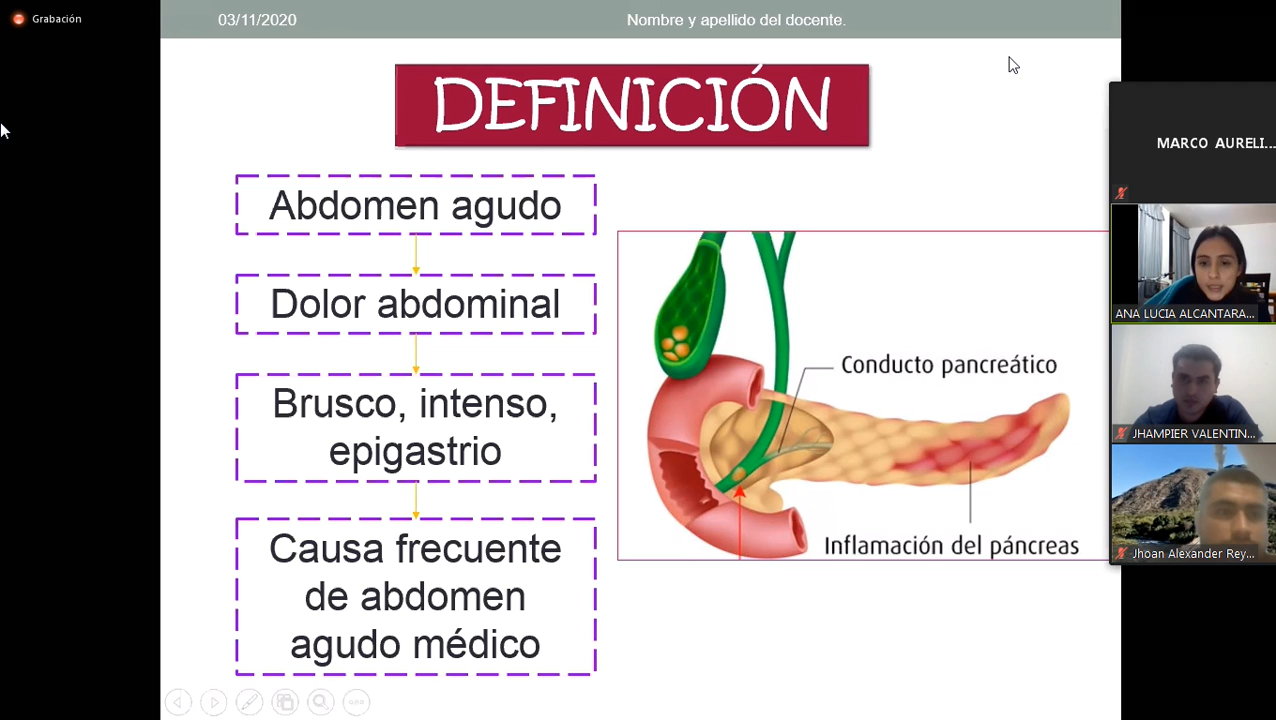 Grabación
03/11/2020
Nombre y apellido del docente.
DEFINICIÓN
Abdomen agudo
Dolor abdominal
Brusco, intenso,
epigastrio
Causa frecuente
de abdomen
agudo médico
Conducto pancreático
Inflamación del páncreas
MARCO AURELI...
ANA LUCIA ALCANTARA...
JHAMPIER VALENTIN...
Jhoan Alexander Rey...